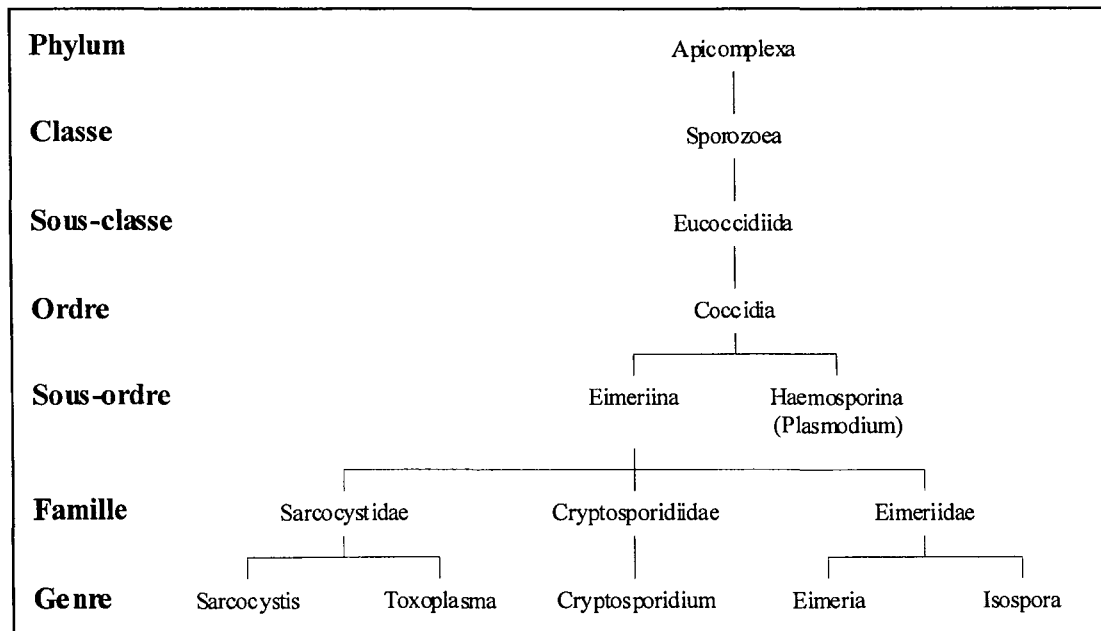 Phylum Apicomplexa
Classe Sporozoea
Sous-classe Eucoccidiida
Ordre Coccidia
Sous-ordre Eimeriina Haemosporina
(Plasmodium)
Famille Sarcocystidae Cryptosporidiidae Eimeriidae
Genre Sarcocystis Toxoplasma Cryptosporidium Eimeria Isospora